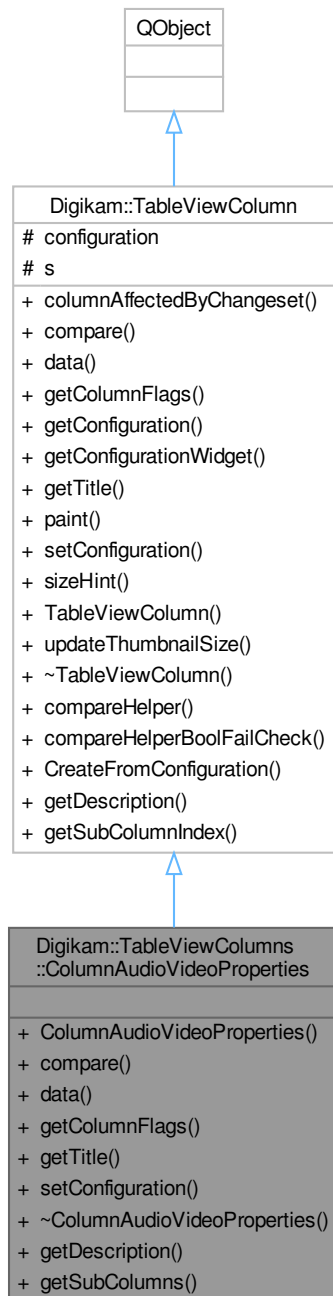 QObject
Digikam::TableViewColumn
# configuration
# s
+ columnAffectedByChangeset()
+ compare()
+ data()
+ getColumnFlags()
+ getConfiguration()
+ getConfigurationWidget()
+ getTitle()
+ paint()
+ setConfiguration()
+ sizeHint()
+ TableViewColumn()
+ updateThumbnailSize()
+ ~TableViewColumn()
+ compareHelper()
+ compareHelperBoolFailCheck()
+ CreateFromConfiguration()
+ getDescription()
+ getSubColumnIndex()
Digikam::TableViewColumns
::ColumnAudioVideoProperties
+ ColumnAudioVideoProperties()
+ compare()
+ data()
+ getColumnFlags()
+ getTitle()
+ setConfiguration()
+ ~ColumnAudioVideoProperties()
+ getDescription()
+ getSubColumns()